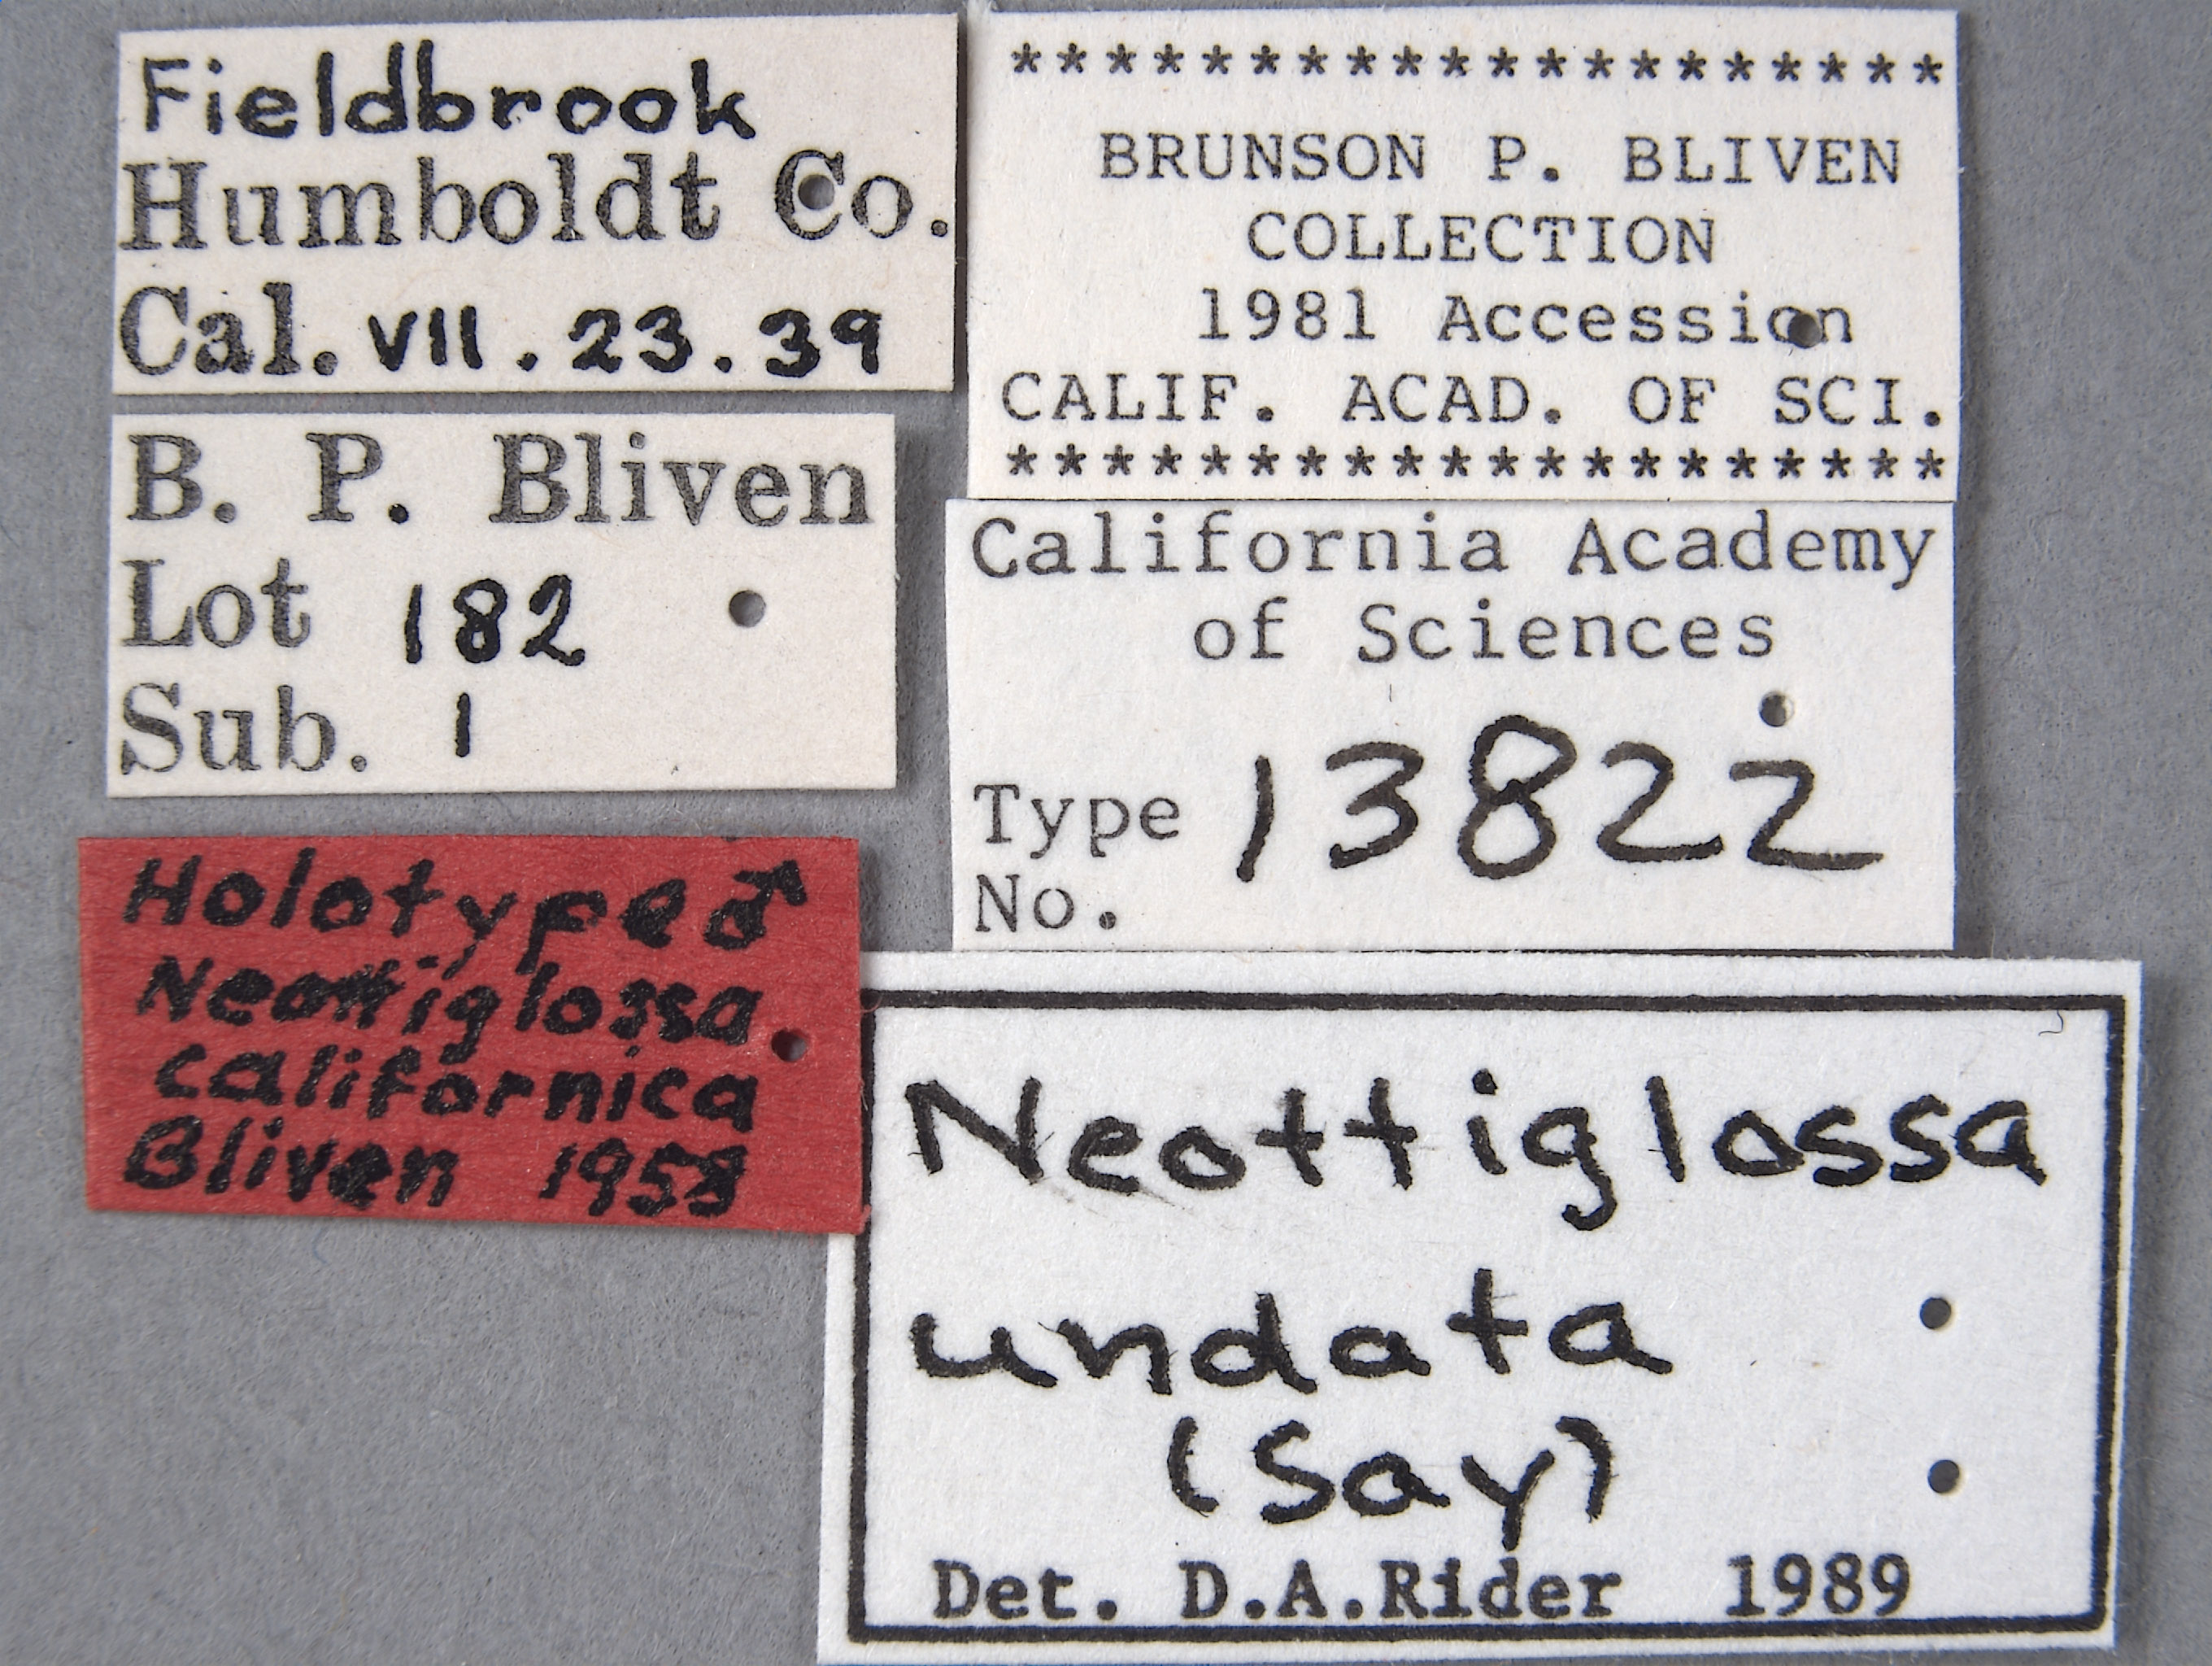 Fieldbrook
Humboldt Co.
Cal. VII. 23. 39
B. P. Bliven
Lot 182
Sub. 1
Holotype ♂
Neottiglossa
californica
Bliven
* * * * * * * * * * * * * * * * * * * *
BRUNSON P. BLIVEN
COLLECTION
1981 Accession
CALIF. ACAD. OF SCI.
* * * * * * * * * * * * * * * * * * * *
California Academy
of Sciences
Type
No. 13822
Neottiglossa
undata
(Say)
Det. D.A.Rider 1989